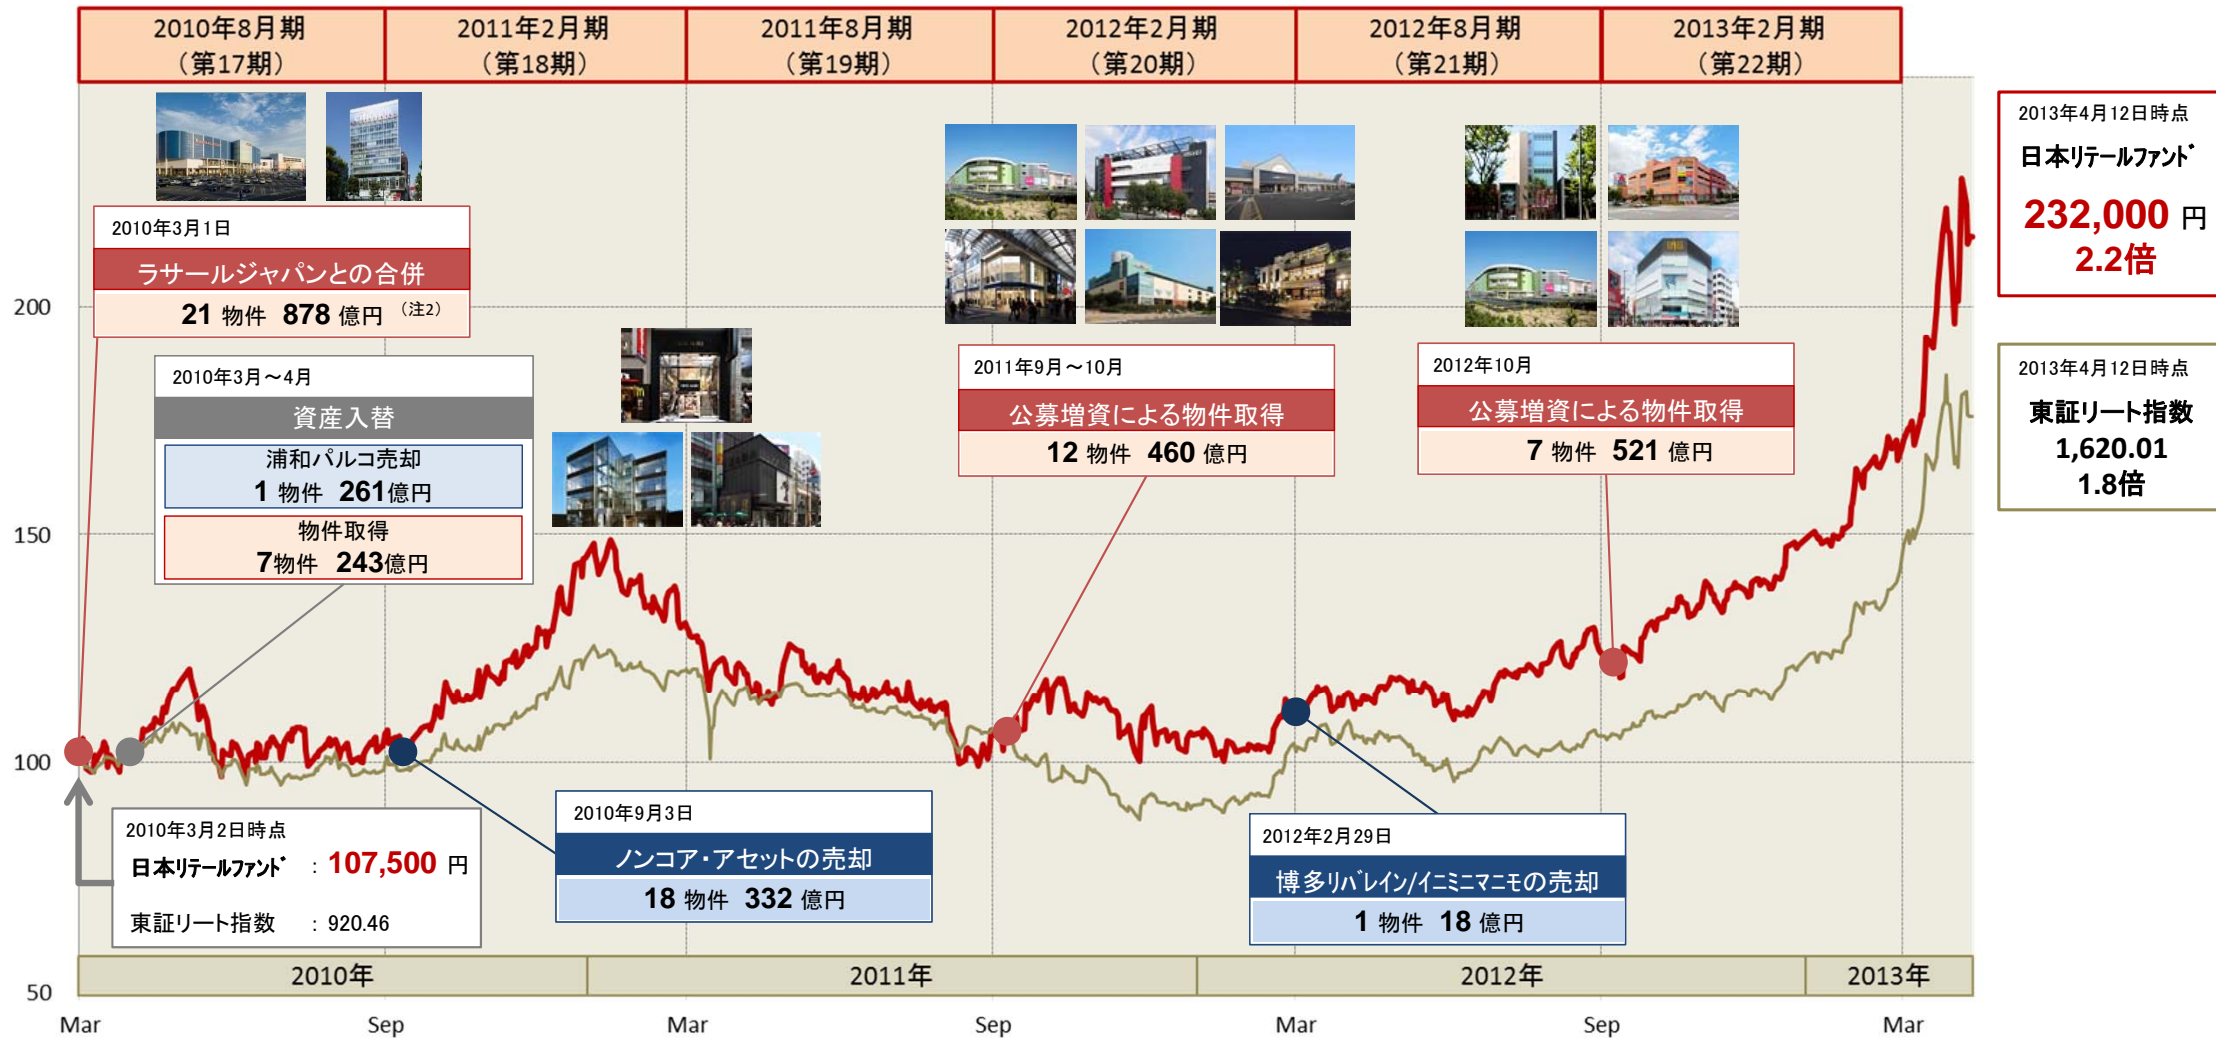 2010年8月期
（第17期）
2011年2月期
（第18期）
2011年8月期
（第19期）
2012年2月期
（第20期）
2012年8月期
（第21期）
2013年2月期
（第22期）
2013年4月12日時点
日本リテールファンド
232,000 円
2.2倍
2013年4月12日時点
東証リート指数
1,620.01
1.8倍
2010年3月1日
ラサールジャパンとの合併
21 物件 878 億円 （注2）
2010年3月～4月
資産入替
浦和パルコ売却
1 物件 261億円
物件取得
7物件 243億円
2011年9月～10月
公募増資による物件取得
12 物件 460 億円
2012年10月
公募増資による物件取得
7 物件 521 億円
2010年3月2日時点
日本リテールファンド : 107,500 円
東証リート指数 : 920.46
2010年9月3日
ノンコア・アセットの売却
18 物件 332 億円
2012年2月29日
博多リバレイン/イニミニマニモの売却
1 物件 18 億円
200
150
100
50
2010年
2011年
2012年
2013年
Mar
Sep
Mar
Sep
Mar
Sep
Mar